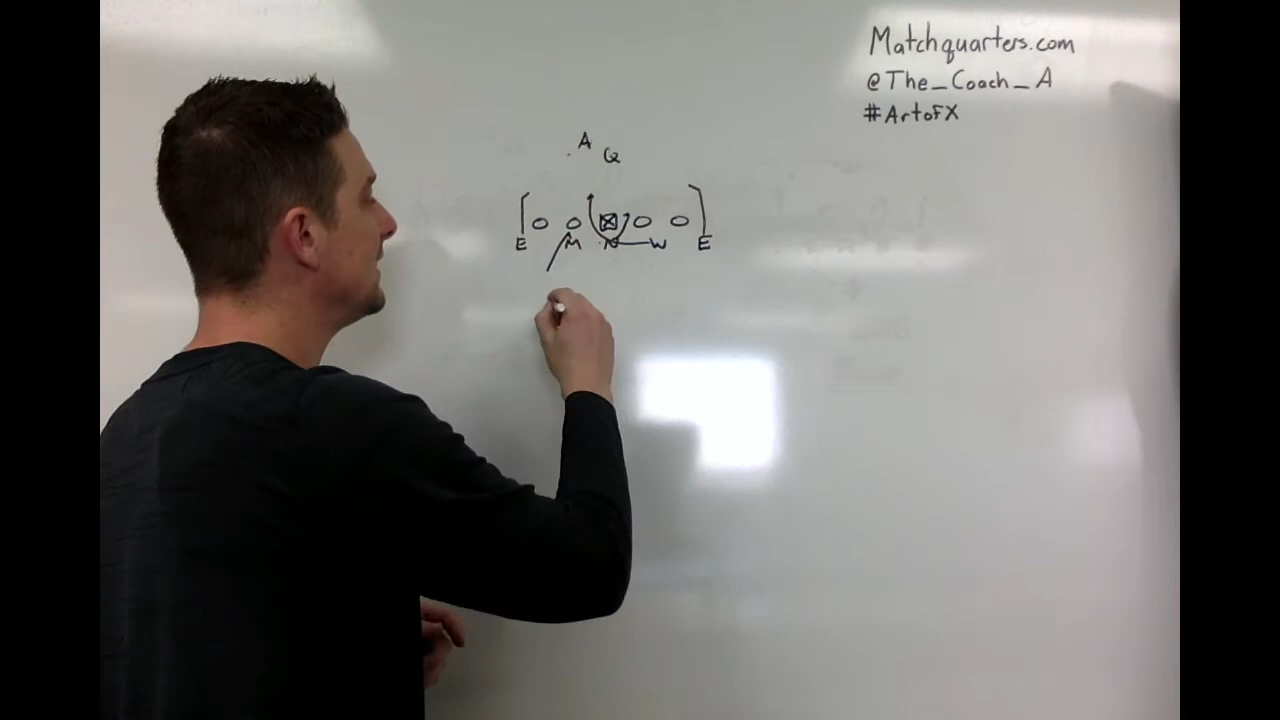 Matchquarters.com
@The_Coach_A
#ArtofX
A Q
E M N W E